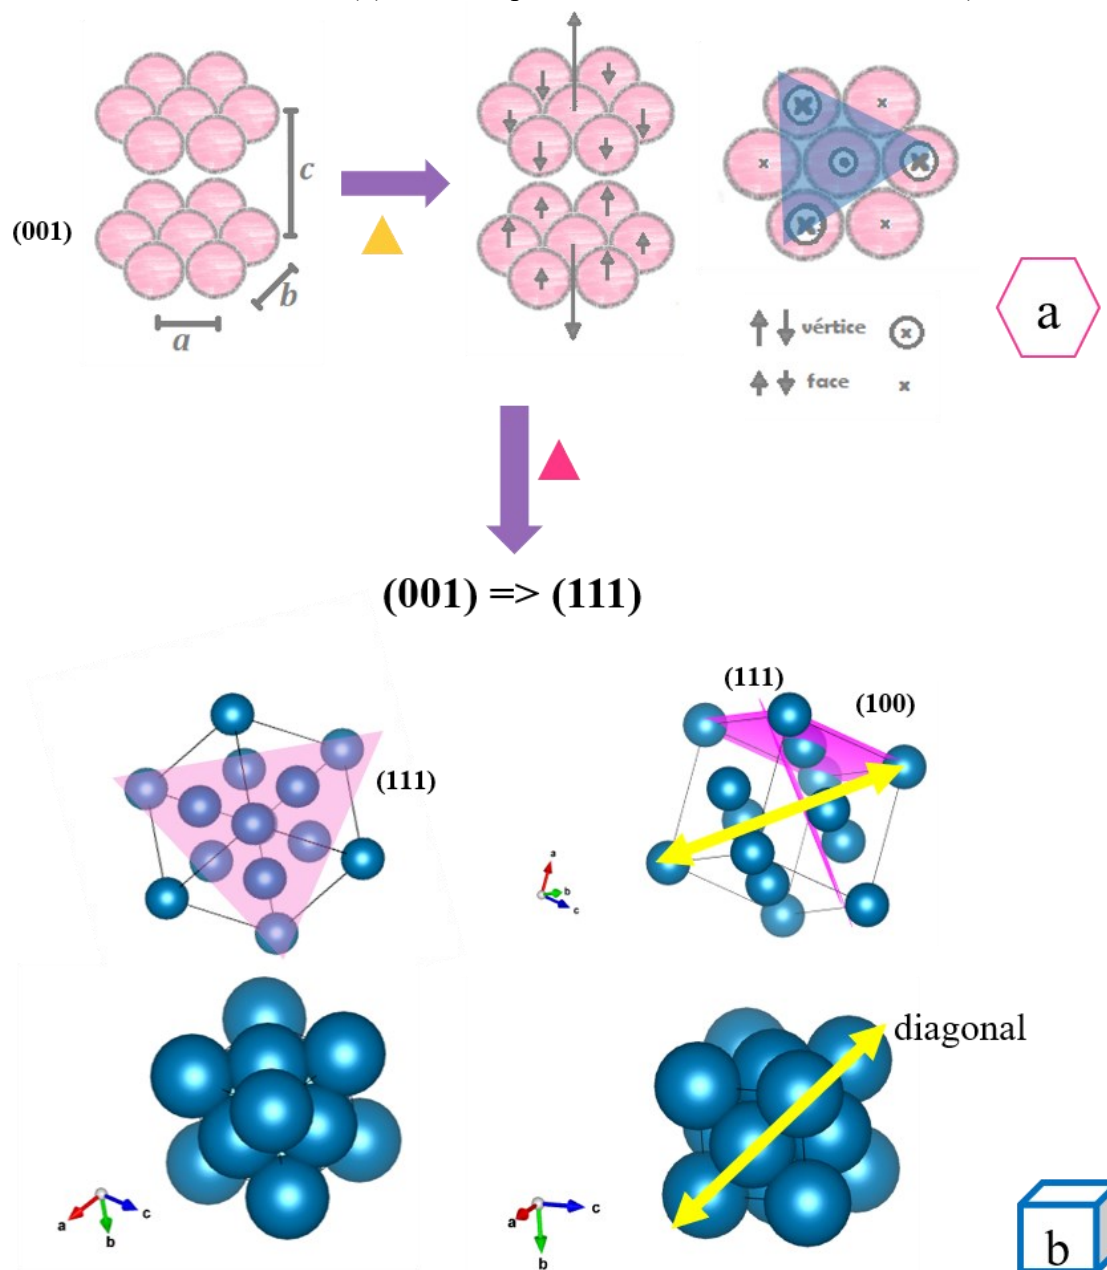 (001)
c
b
a
vértice
face
a
(001) => (111)
(111)
(111)
(100)
a
b
c
diagonal
a
b
c
a
b
c
b